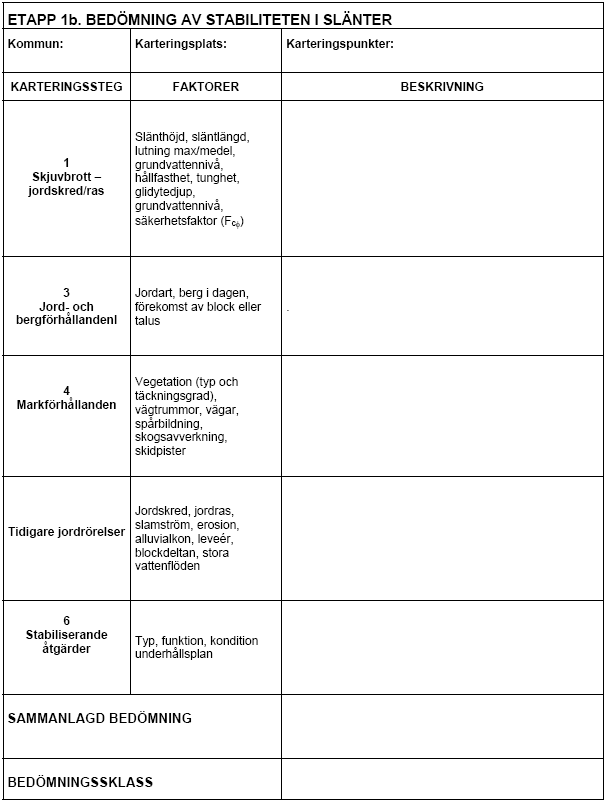 ETAPP 1b. BEDÖMNING AV STABILITETEN I SLÄNTER
Kommun:
Karteringsplats:
Karteringspunkter:
KARTERINGSSTEG
FAKTORER
BESKRIVNING
1
Skjuvbrott –
jordskred/ras
Slänthöjd, släntlängd,
lutning max/medel,
grundvattennivå,
hållfasthet, tunghet,
glidytedjup,
grundvattennivå,
säkerhetsfaktor (Fcϕ)
3
Jord- och
bergförhållandenl
Jordart, berg i dagen,
förekomst av block eller
talus
.
4
Markförhållanden
Vegetation (typ och
täckningsgrad),
vägtrummor, vägar,
spårbildning,
skogsavverkning,
skidpister
Tidigare jordrörelser
Jordskred, jordras,
slamström, erosion,
alluvialkon, leveér,
blockdeltan, stora
vattenflöden
6
Stabiliserande
åtgärder
Typ, funktion, kondition
underhållsplan
SAMMANLAGD BEDÖMNING
BEDÖMNINGSSKLASS